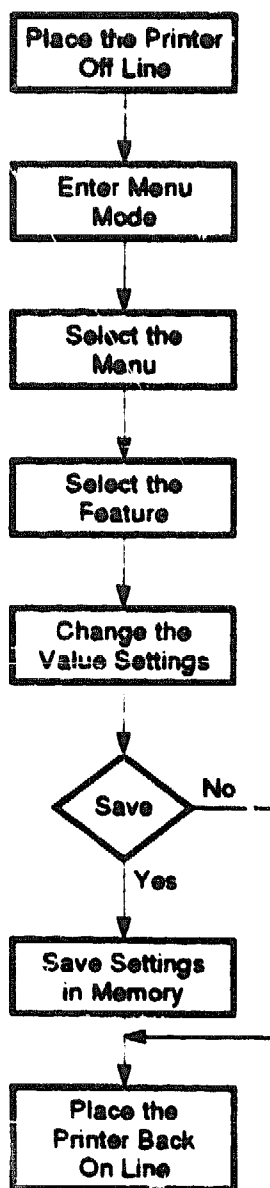 Place the Printer
Off Line
Enter Menu
Mode
Select the
Menu
Select the
Feature
Change the
Value Settings
Save
No
Yes
Save Settings
in Memory
Place the
Printer Back
On Line